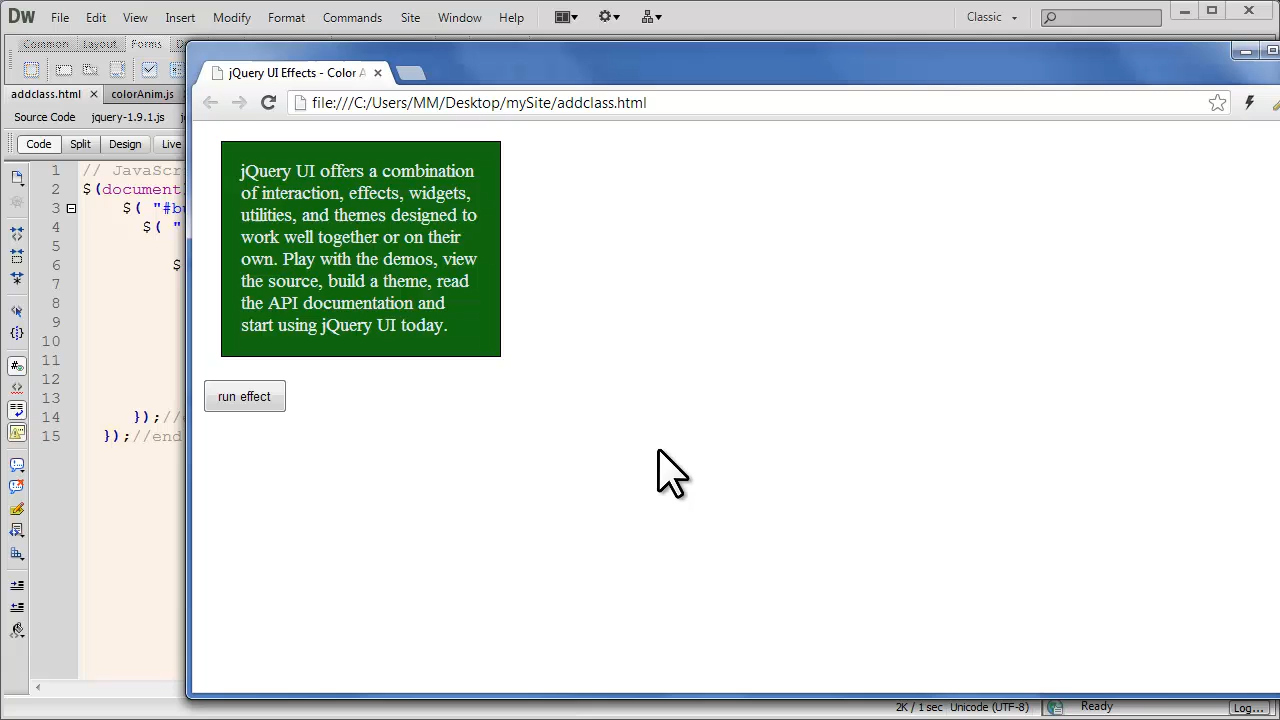 Dw File Edit View Insert Modify Format Commands Site Window Help Classic
jQuery UI Effects - Color A
addclass.html colorAnim.js
file:///C:/Users/MM/Desktop/mySite/addclass.html
Source Code jquery-1.9.1.js
Code Split Design Live
1 // JavaScr
2 $(document
3 $( "#bu
4 $( "
5
6 $
7
8
9
10
11
12
13
14 });//
15 });//end
jQuery UI offers a combination
of interaction, effects, widgets,
utilities, and themes designed to
work well together or on their
own. Play with the demos, view
the source, build a theme, read
the API documentation and
start using jQuery UI today.
run effect
2K / 1 sec Unicode (UTF-8) Ready Log...